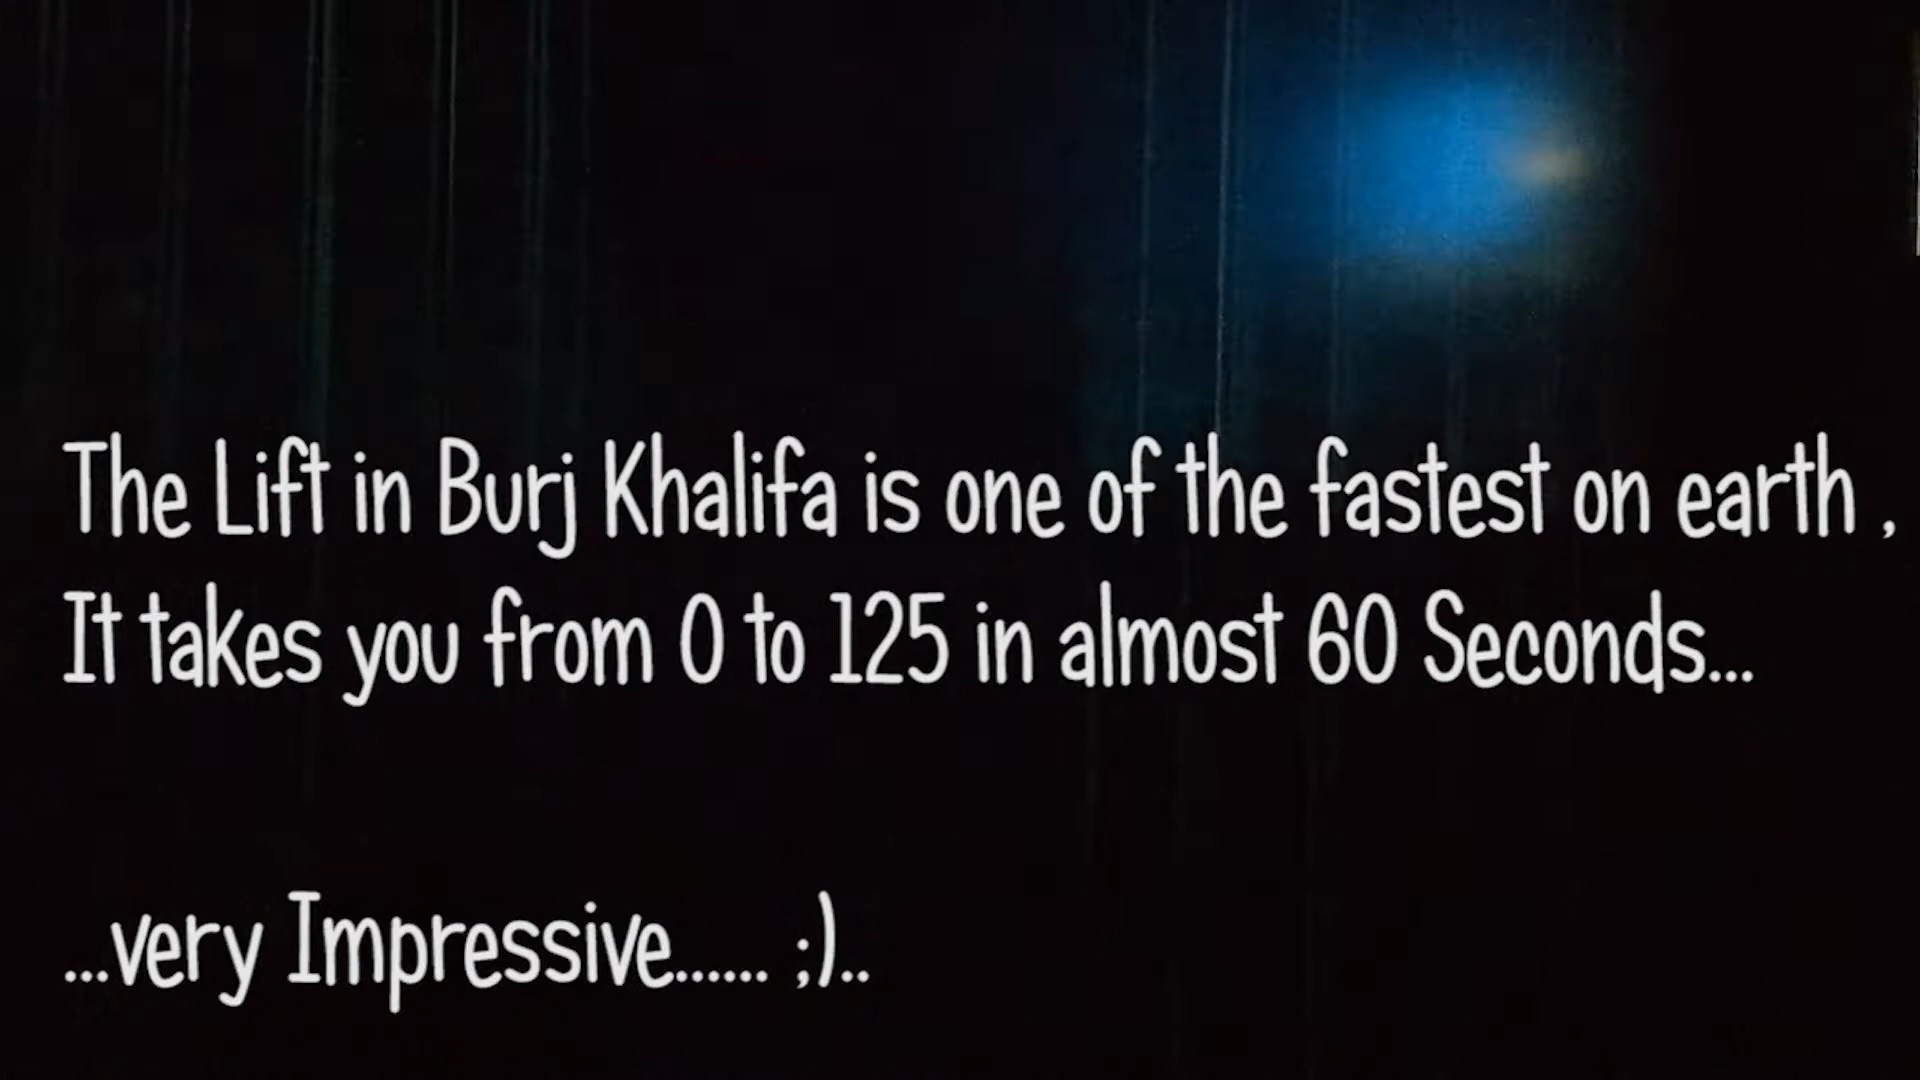 The Lift in Burj Khalifa is one of the fastest on earth ,
It takes you from 0 to 125 in almost 60 Seconds...
...very Impressive...... ;)..